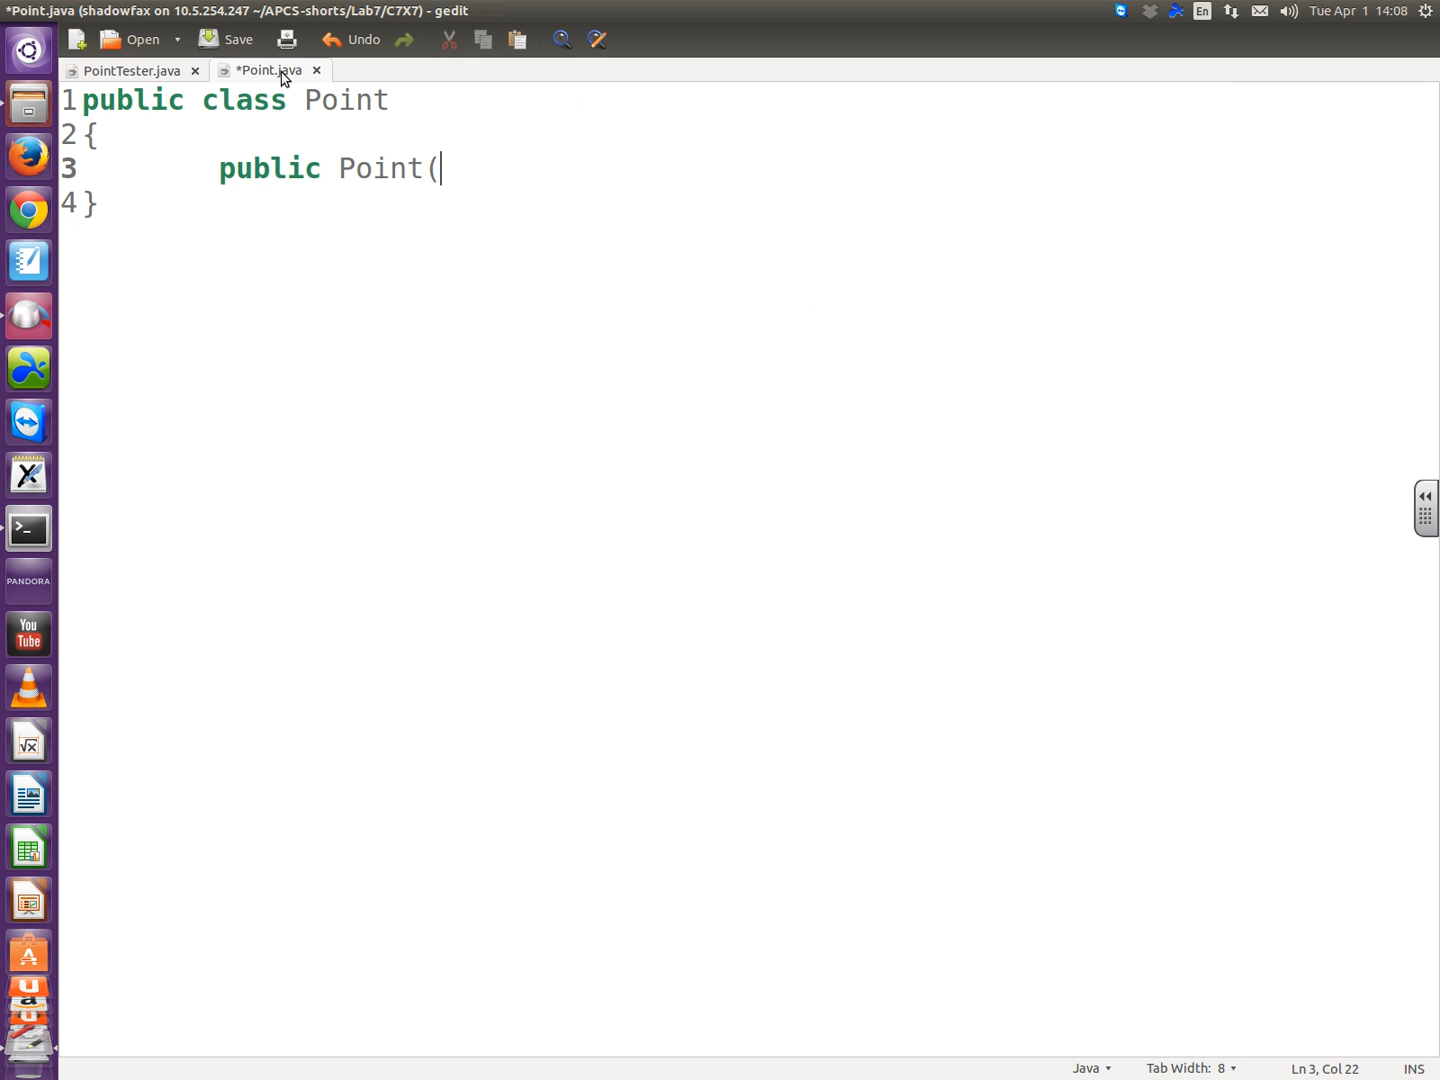 *Point.java (shadowfax on 10.5.254.247 ~/APCS-shorts/Lab7/C7X7) - gedit
En
Tue Apr 1 14:08
Open
Save
Undo
PointTester.java
*Point.java
1public class Point
2{
3 public Point(
4}
PANDORA
You
Tube
Java
Tab Width: 8
Ln 3, Col 22
INS